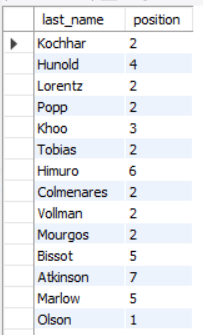 last_name position
Kochhar 2
Hunold 4
Lorentz 2
Popp 2
Khoo 3
Tobias 2
Himuro 6
Colmenares 2
Vollman 2
Mourgos 2
Bissot 5
Atkinson 7
Marlow 5
Olson 1